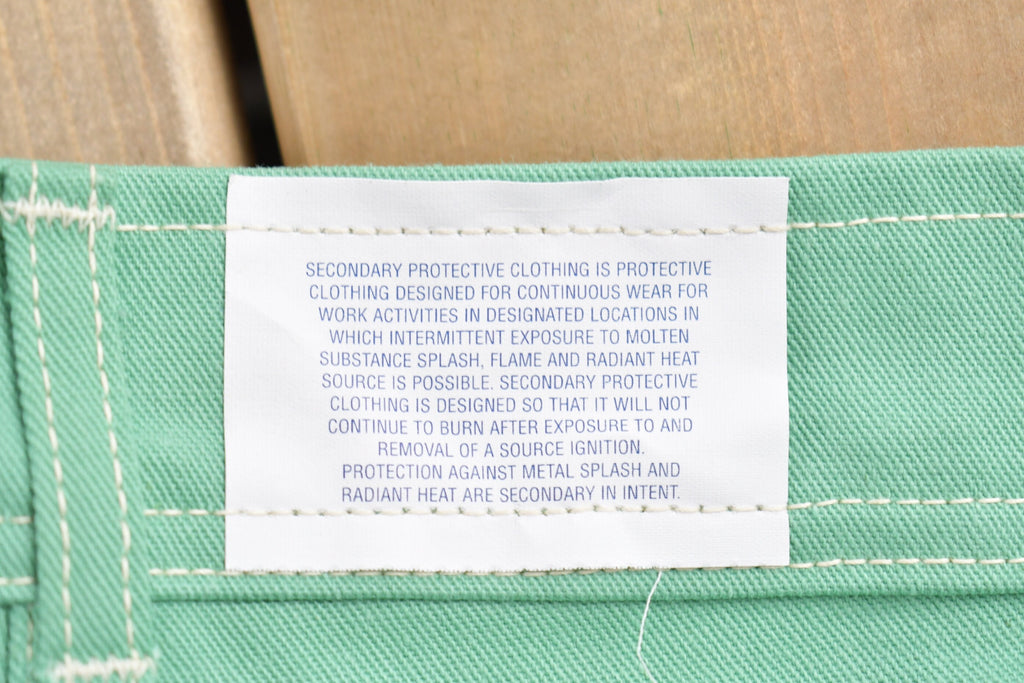 SECONDARY PROTECTIVE CLOTHING IS PROTECTIVE
CLOTHING DESIGNED FOR CONTINUOUS WEAR FOR
WORK ACTIVITIES IN DESIGNATED LOCATIONS IN
WHICH INTERMITTENT EXPOSURE TO MOLTEN
SUBSTANCE SPLASH, FLAME AND RADIANT HEAT
SOURCE IS POSSIBLE. SECONDARY PROTECTIVE
CLOTHING IS DESIGNED SO THAT IT WILL NOT
CONTINUE TO BURN AFTER EXPOSURE TO AND
REMOVAL OF A SOURCE IGNITION.
PROTECTION AGAINST METAL SPLASH AND
RADIANT HEAT ARE SECONDARY IN INTENT.